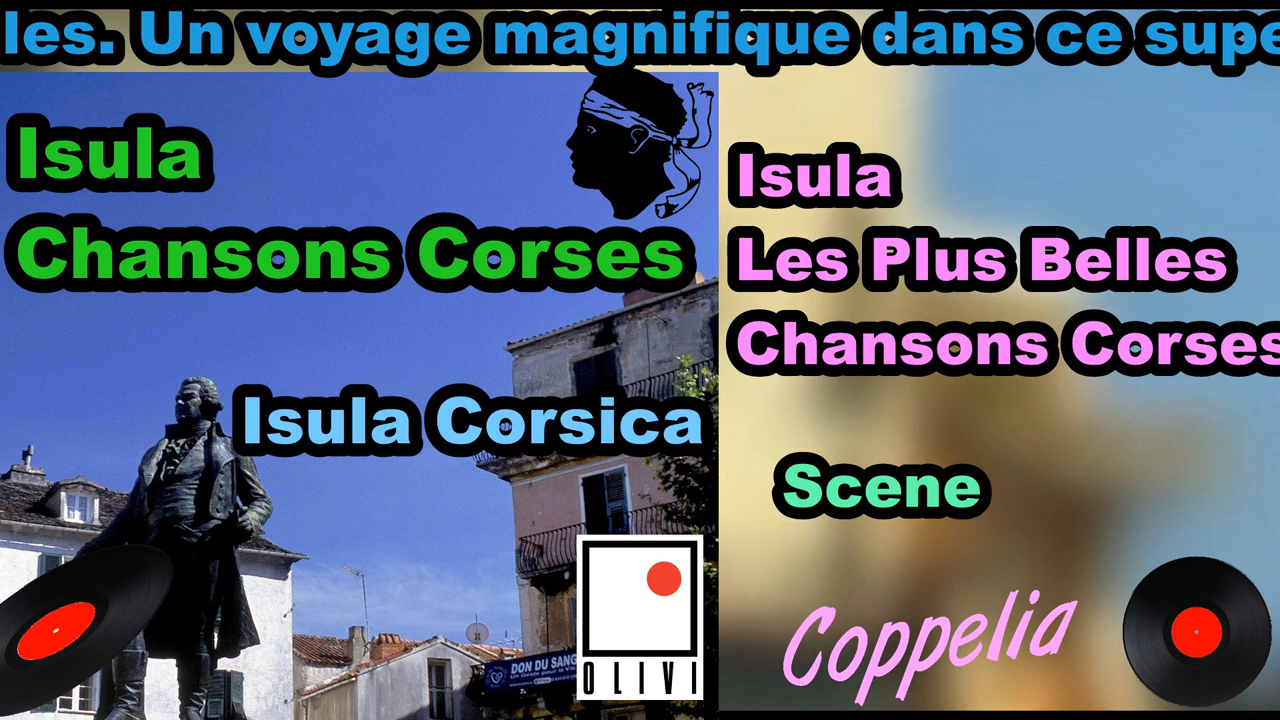 les. Un voyage magnifique dans ce supe
Isula
Chansons Corses
Isula Corsica
Isula
Les Plus Belles
Chansons Corses
Scene
Coppelia
OLIVI
DON DU SANG